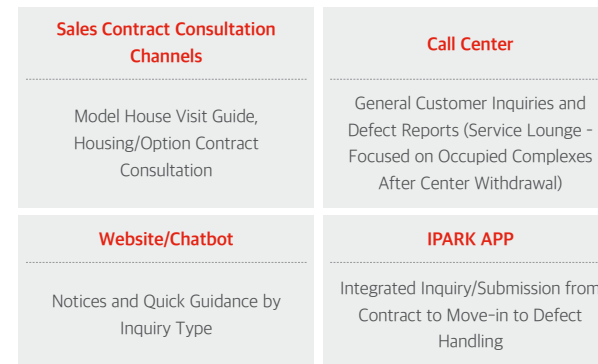 Sales Contract Consultation
Channels
Model House Visit Guide,
Housing/Option Contract
Consultation
Call Center
General Customer Inquiries and
Defect Reports (Service Lounge -
Focused on Occupied Complexes
After Center Withdrawal)
Website/Chatbot
Notices and Quick Guidance by
Inquiry Type
IPARK APP
Integrated Inquiry/Submission from
Contract to Move-in to Defect
Handling